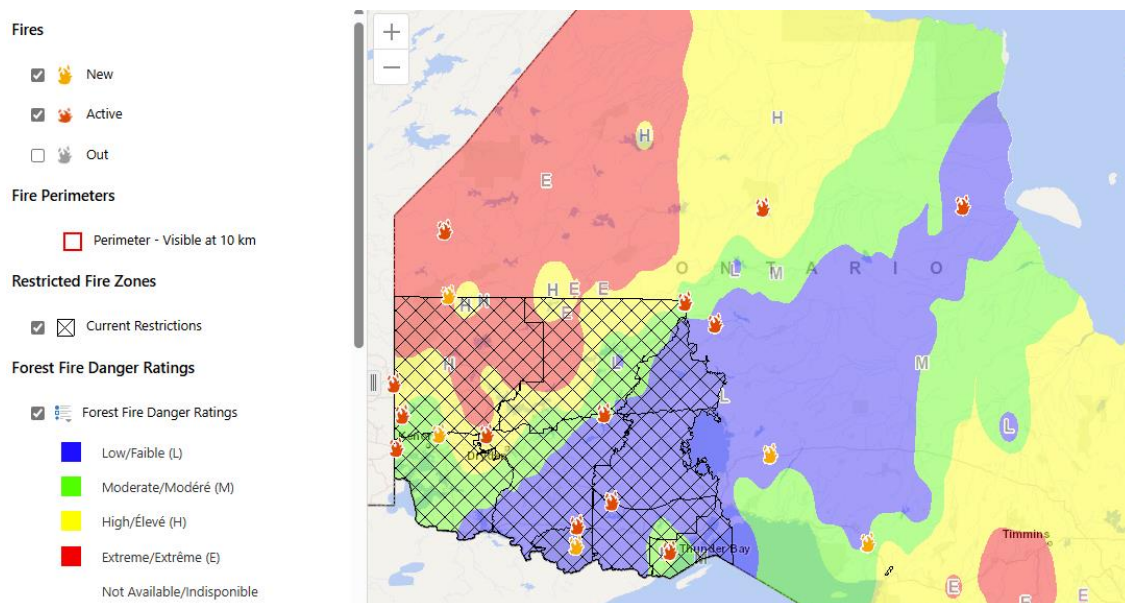 Fires
New
Active
Out
Fire Perimeters
Perimeter - Visible at 10 km
Restricted Fire Zones
Current Restrictions
Forest Fire Danger Ratings
Forest Fire Danger Ratings
Low/Faible (L)
Moderate/Modéré (M)
High/Élevé (H)
Extreme/Extrême (E)
Not Available/Indisponible
+
−
H
H
E
ONTARIO
L M
H E E
H H
E
H
L
M
L
L
Thunder Bay
Timmins
E
E
E